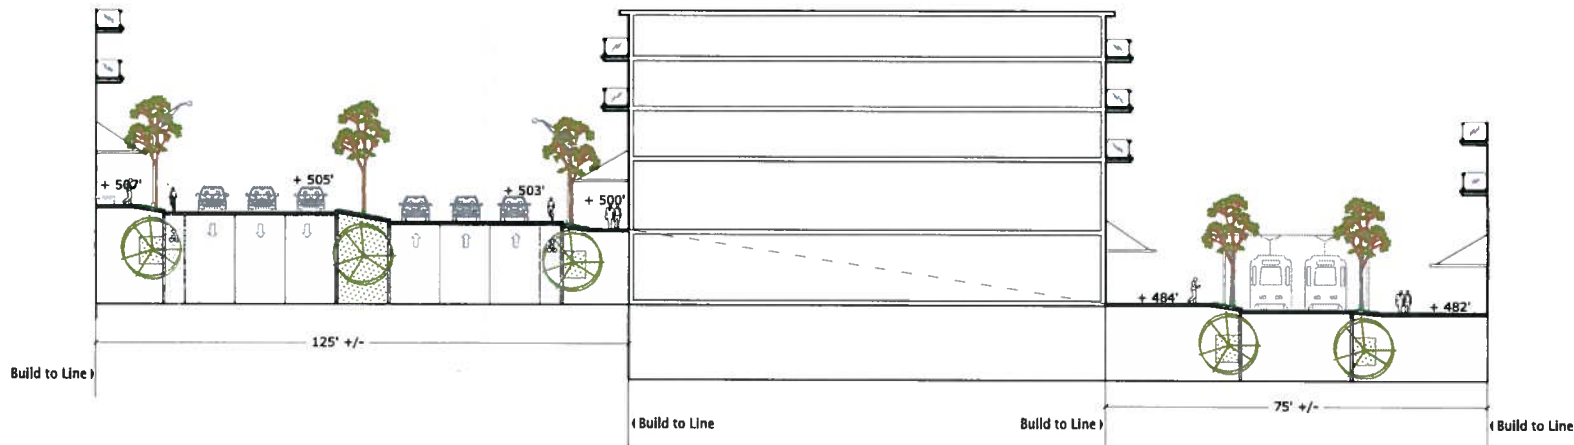 + 507'
+ 505'
+ 503'
+ 500'
+ 484'
+ 482'
125' +/-
75' +/-
Build to Line
Build to Line
Build to Line
Build to Line